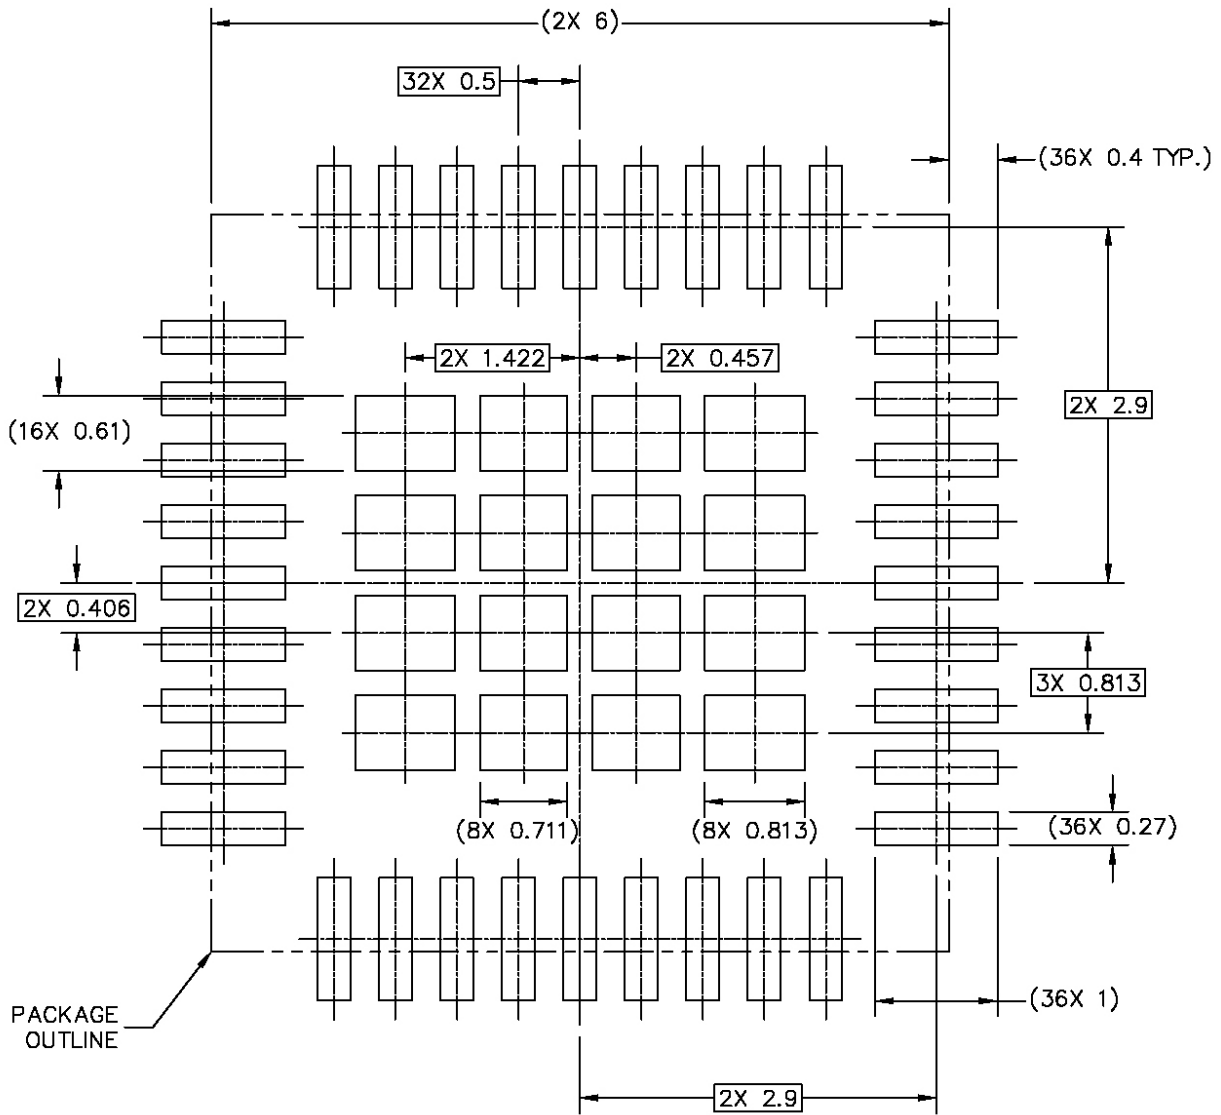 (2X 6)
32X 0.5
(36X 0.4 TYP.)
2X 1.422
2X 0.457
2X 2.9
(16X 0.61)
2X 0.406
3X 0.813
(8X 0.711)
(8X 0.813)
(36X 0.27)
(36X 1)
PACKAGE
OUTLINE
2X 2.9